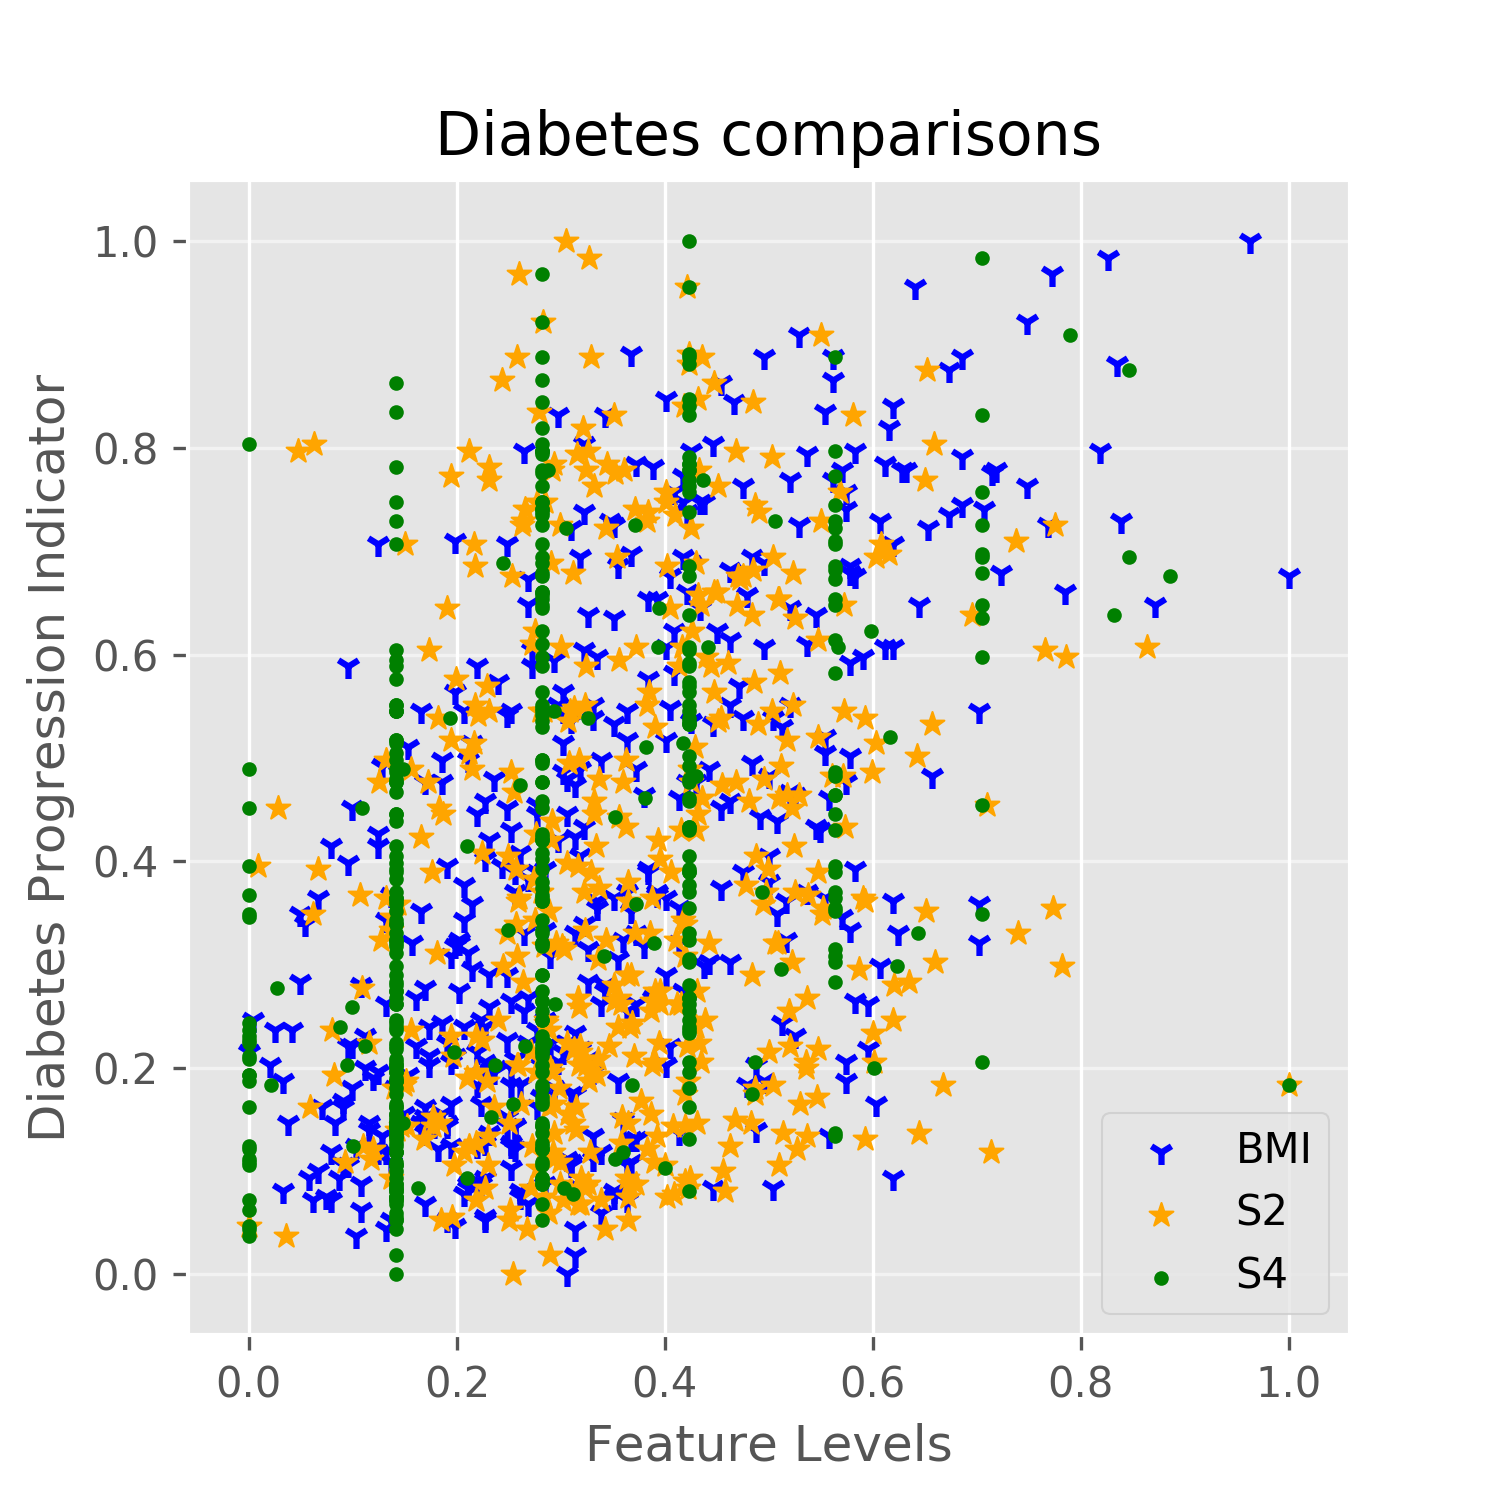 Diabetes comparisons
Diabetes Progression Indicator
1.0
0.8
0.6
0.4
0.2
0.0
BMI
S2
S4
0.0 0.2 0.4 0.6 0.8 1.0
Feature Levels